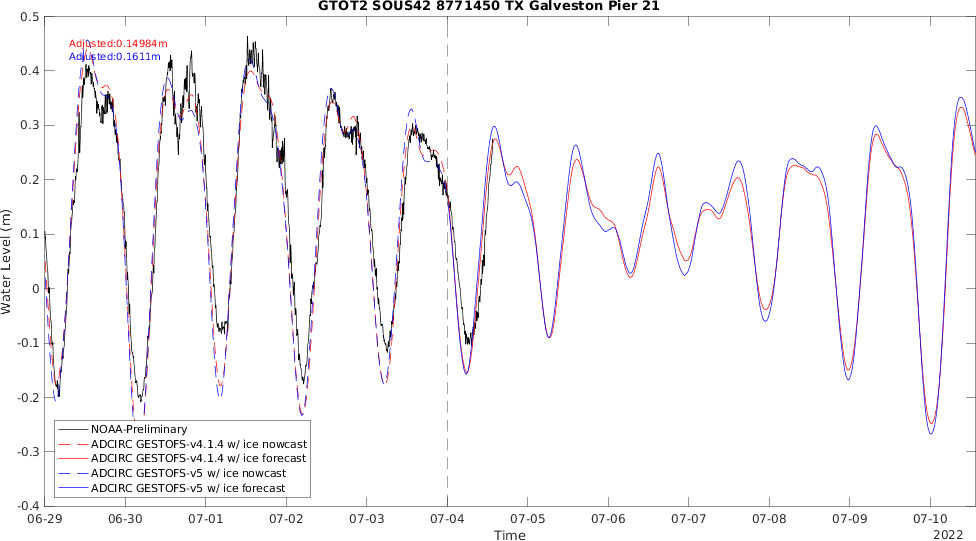 GTOT2 SOUS42 8771450 TX Galveston Pier 21
0.5
Adjusted:0.14984m
Adjusted:0.1611m
0.4
0.3
0.2
0.1
0
-0.1
-0.2
-0.3
-0.4
Water Level (m)
NOAA-Preliminary
ADCIRC GESTOFS-v4.1.4 w/ ice nowcast
ADCIRC GESTOFS-v4.1.4 w/ ice forecast
ADCIRC GESTOFS-v5 w/ ice nowcast
ADCIRC GESTOFS-v5 w/ ice forecast
06-29 06-30 07-01 07-02 07-03 07-04 07-05 07-06 07-07 07-08 07-09 07-10
Time
2022